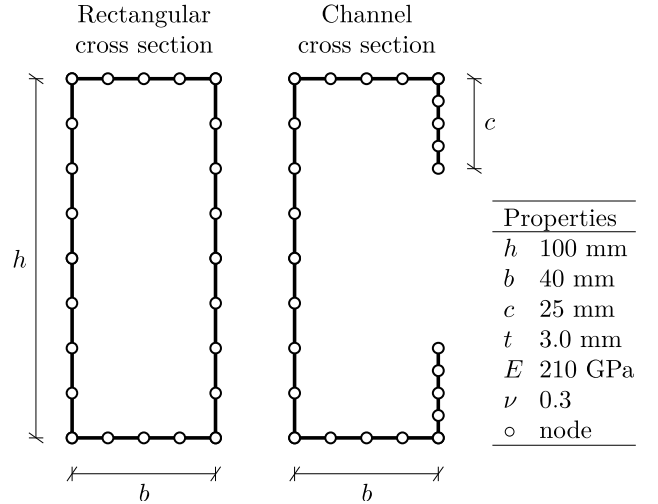 Rectangular
cross section
Channel
cross section
h
c
b
b
Properties
h 100 mm
b 40 mm
c 25 mm
t 3.0 mm
E 210 GPa
ν 0.3
○ node